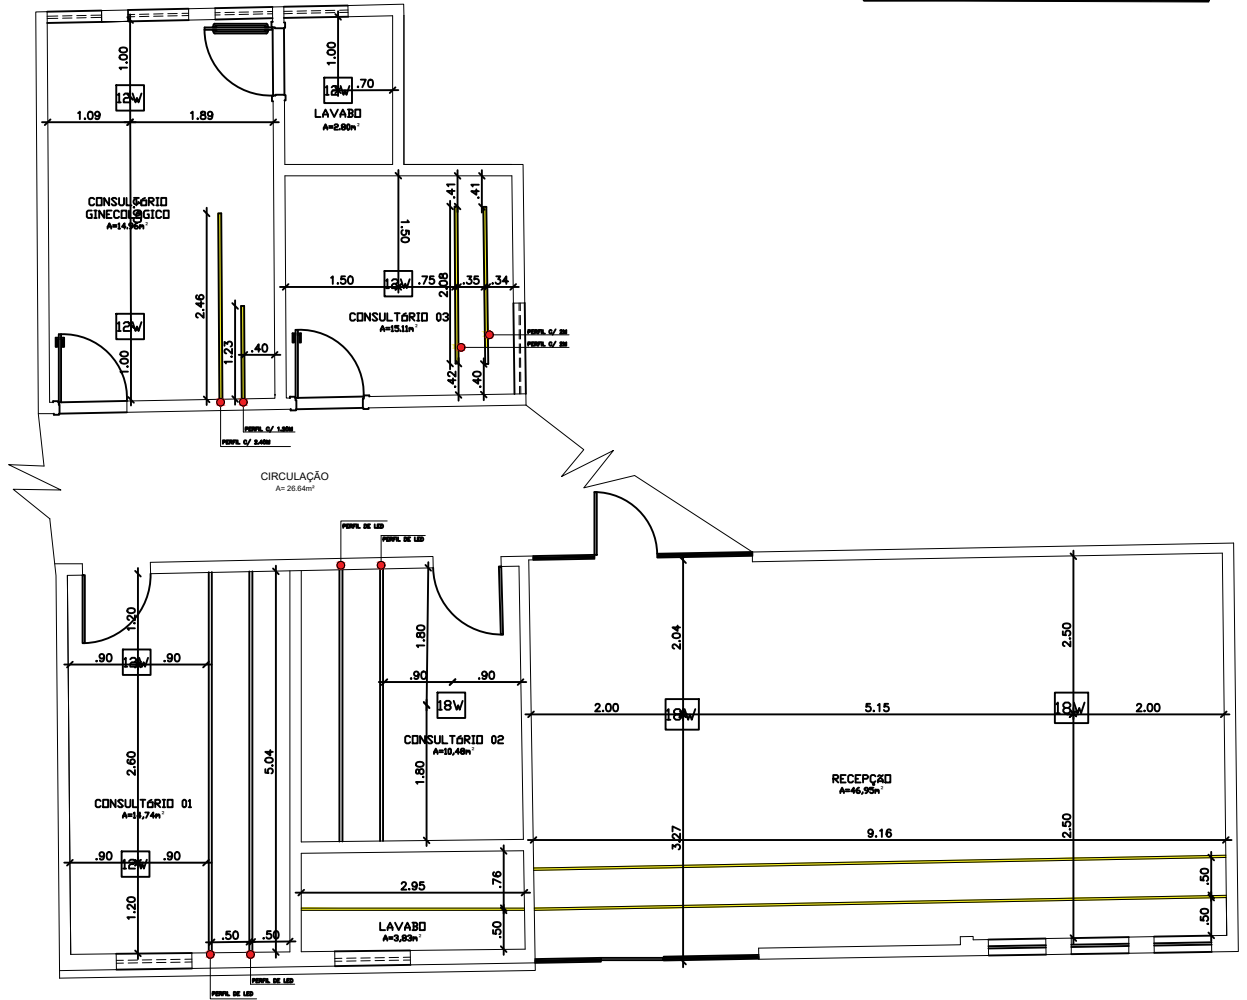 1.00
12W
1.09
1.89
1.00
12W
.70
LAVABO
A=2.80m²
CONSULTÓRIO
GINECOLÓGICO
A=14.96m²
12W
1.00
2.46
1.23
.40
PERFIL C/ 2.46M
1.50
1.50
12W
.75
.35
.34
2.08
.41
.41
.42
.40
CONSULTÓRIO 03
A=15.11m²
PERFIL C/ 2M
PERFIL C/ 2M
CIRCULAÇÃO
A= 26.64m²
PERFIL DE LED
PERFIL DE LED
1.20
.90
12W
.90
2.60
5.04
CONSULTÓRIO 01
.90
12W
.90
1.20
.50
.50
PERFIL DE LED
PERFIL DE LED
1.80
.90
.90
18W
CONSULTÓRIO 02
A=10,48m²
1.80
2.95
.76
.50
LAVABO
A=3,83m²
2.04
2.50
2.00
18W
5.15
18W
2.00
RECEPÇÃO
A=46,95m²
3.27
2.50
9.16
.50
.50